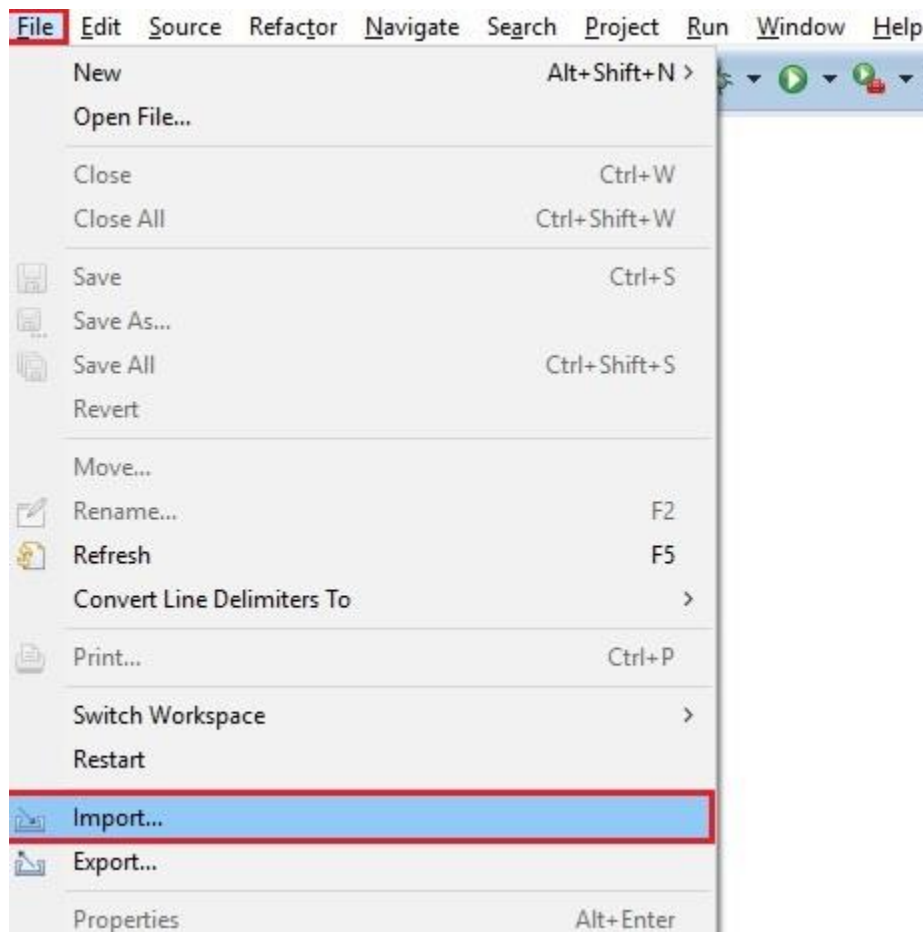 File Edit Source Refactor Navigate Search Project Run Window Help
New Alt+Shift+N >
Open File...
Close Ctrl+W
Close All Ctrl+Shift+W
Save Ctrl+S
Save As...
Save All Ctrl+Shift+S
Revert
Move...
Rename... F2
Refresh F5
Convert Line Delimiters To >
Print... Ctrl+P
Switch Workspace >
Restart
Import...
Export...
Properties Alt+Enter